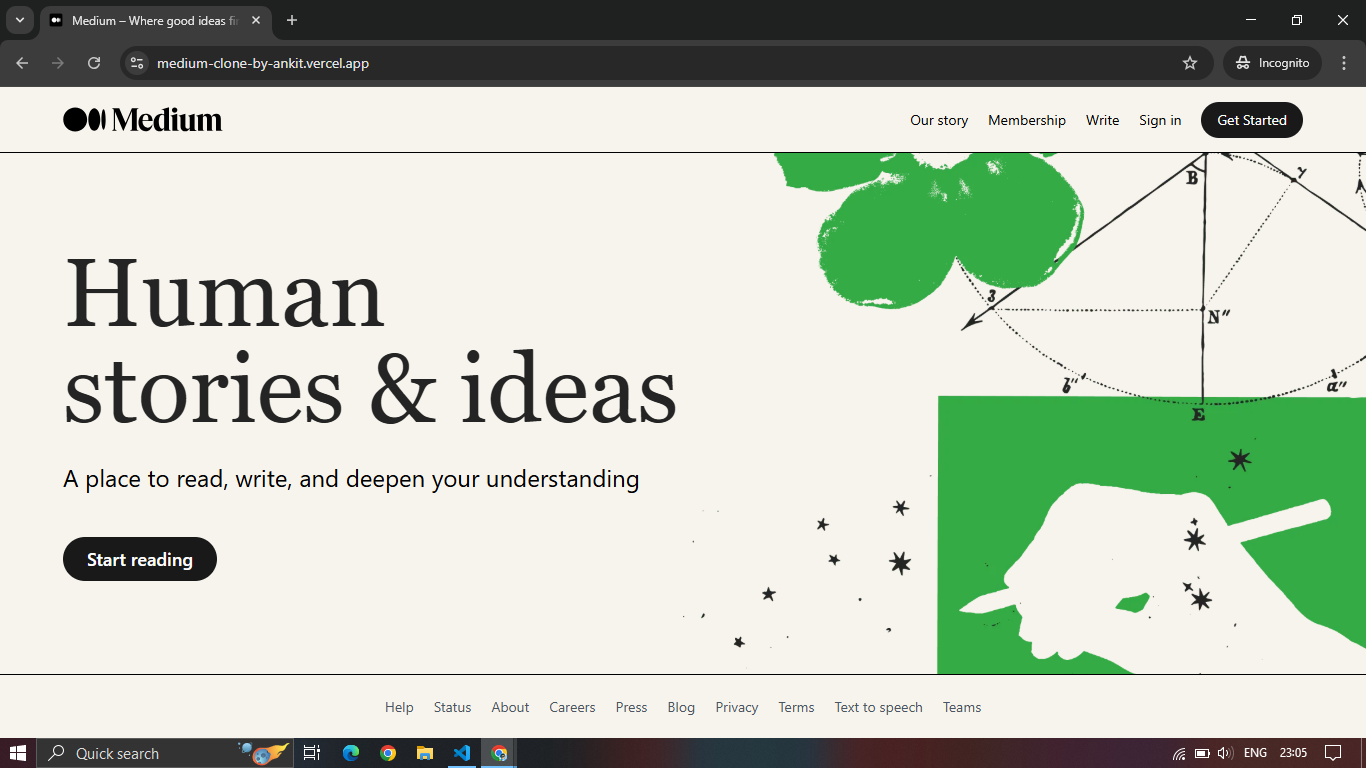 Medium – Where good ideas fi
medium-clone-by-ankit.vercel.app
Incognito
Medium
Our story Membership Write Sign in Get Started
B
3
N″
b″
a″
E
Human
stories & ideas
A place to read, write, and deepen your understanding
Start reading
Help Status About Careers Press Blog Privacy Terms Text to speech Teams
Quick search
ENG 23:05